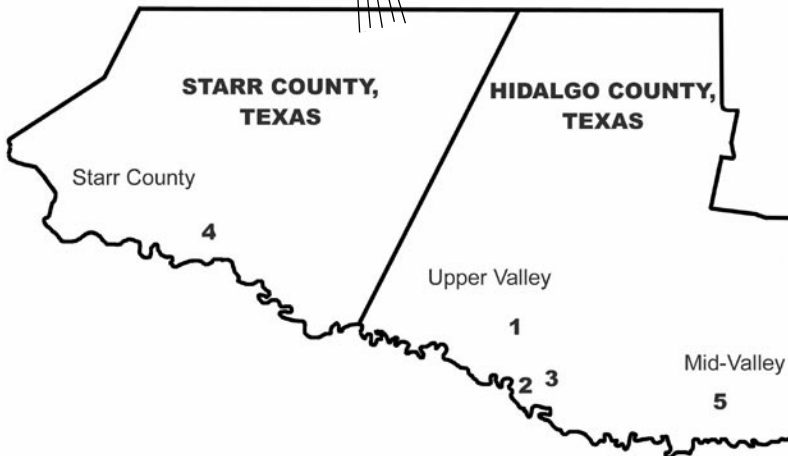 STARR COUNTY,
TEXAS
HIDALGO COUNTY,
TEXAS
Starr County
4
Upper Valley
1
2
3
Mid-Valley
5